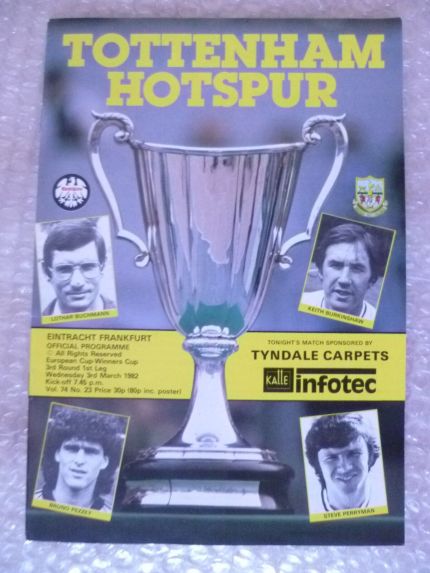 TOTTENHAM
HOTSPUR
LOTHAR BUCHMANN
KEITH BURKINSHAW
EINTRACHT FRANKFURT
OFFICIAL PROGRAMME
© All Rights Reserved
European Cup-Winners Cup
3rd Round 1st Leg
Wednesday 3rd March 1982
Kick-off 7.45 p.m.
Vol. 74 No. 23 Price 30p (80p inc. poster)
TONIGHT'S MATCH SPONSORED BY
TYNDALE CARPETS
KALLE infotec
BRUNO PEZZEY
STEVE PERRYMAN